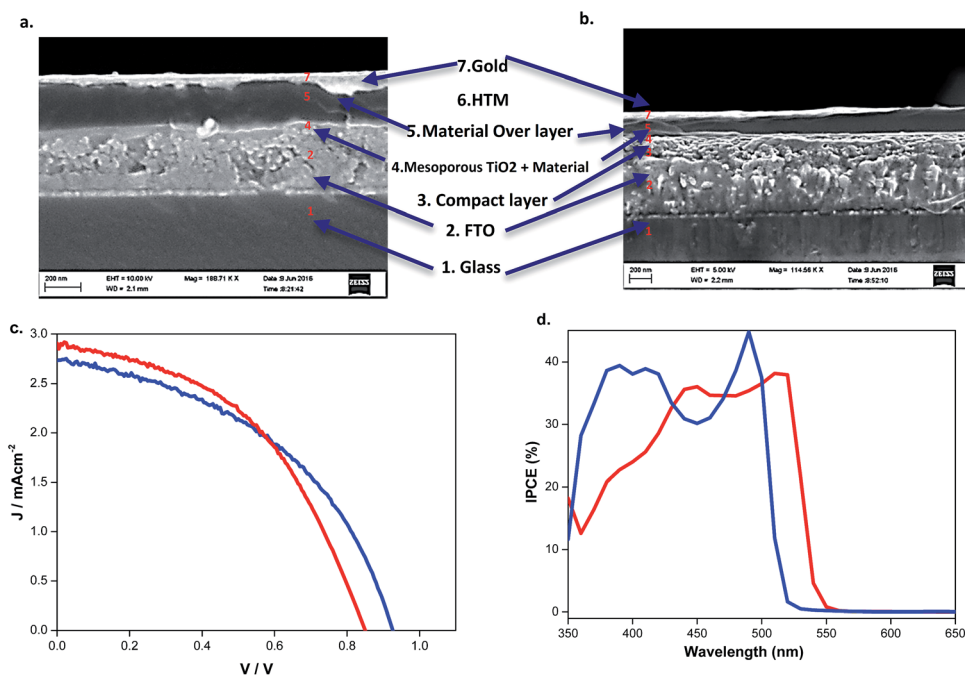 a.
b.
7.Gold
6.HTM
5.Material Over layer
4.Mesoporous TiO2 + Material
3. Compact layer
2. FTO
1. Glass
7
5
4
2
1
7
5
4
1
200 nm
EHT = 10.00 kV
WD = 2.1 mm
Mag = 188.71 K X
Date :9 Jun 2016
Time :8:21:42
ZEISS
200 nm
EHT = 5.00 kV
WD = 2.2 mm
Mag = 114.56 K X
Date :9 Jun 2016
Time :8:52:10
ZEISS
c.
3.0
2.5
2.0
1.5
1.0
0.5
0.0
J / mAcm-2
0.0 0.2 0.4 0.6 0.8 1.0
V / V
d.
40
30
20
10
0
IPCE (%)
350 400 450 500 550 600 650
Wavelength (nm)